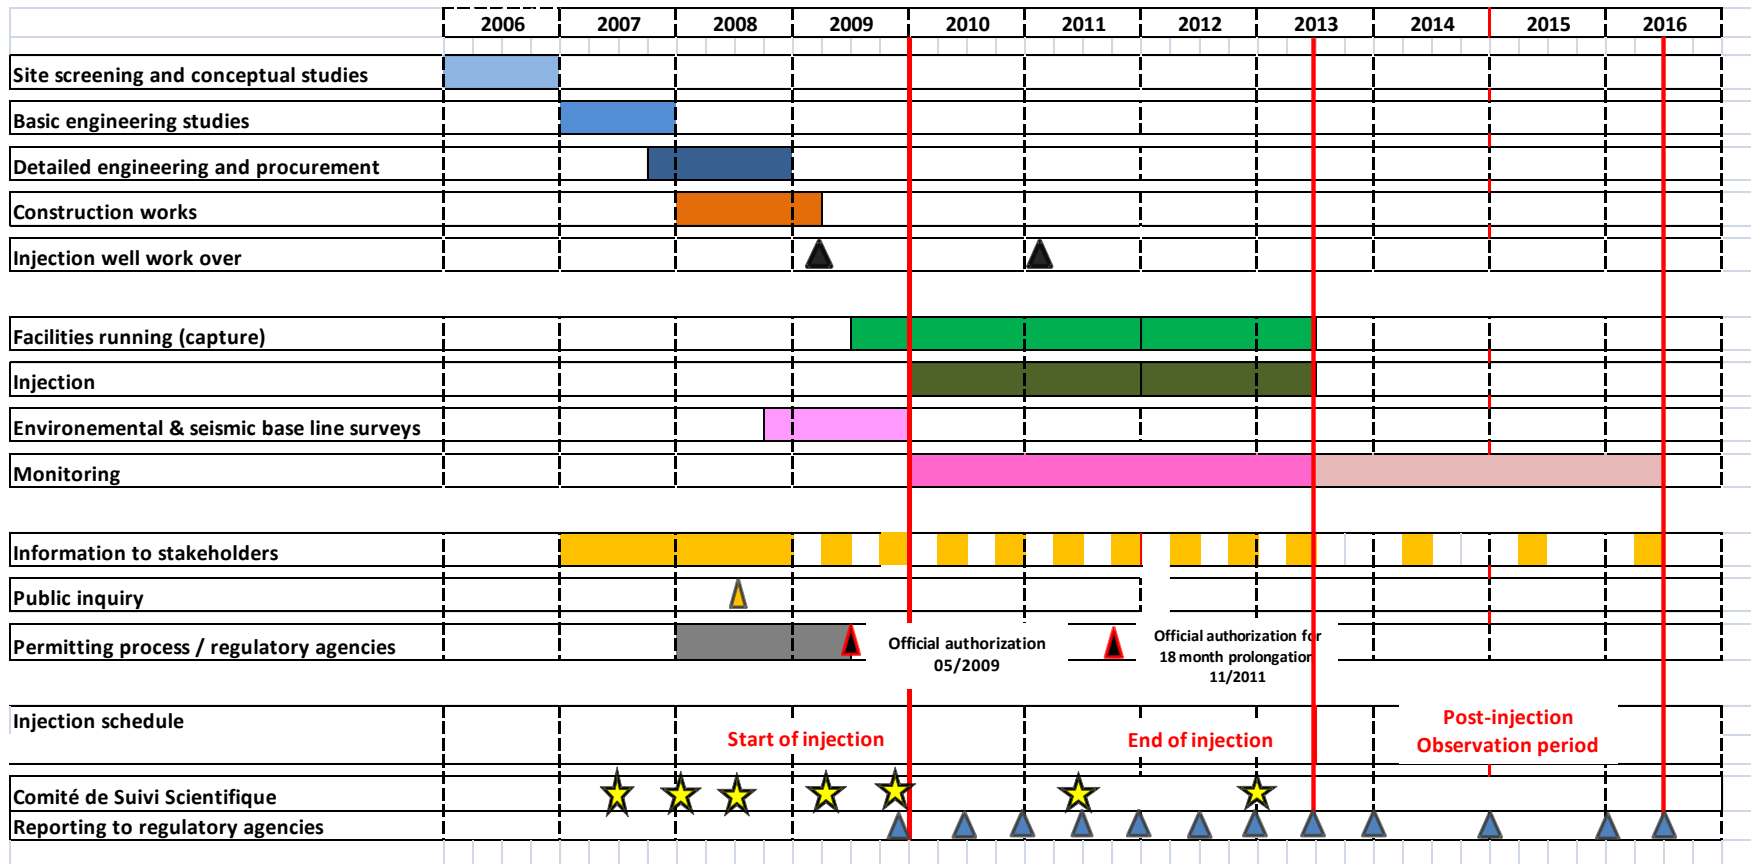 2006 2007 2008 2009 2010 2011 2012 2013 2014 2015 2016
Site screening and conceptual studies
Basic engineering studies
Detailed engineering and procurement
Construction works
Injection well work over
Facilities running (capture)
Injection
Environemental & seismic base line surveys
Monitoring
Information to stakeholders
Public inquiry
Permitting process / regulatory agencies
Official authorization
05/2009
Official authorization for
18 month prolongation
11/2011
Injection schedule
Start of injection
End of injection
Post-injection
Observation period
Comité de Suivi Scientifique
Reporting to regulatory agencies